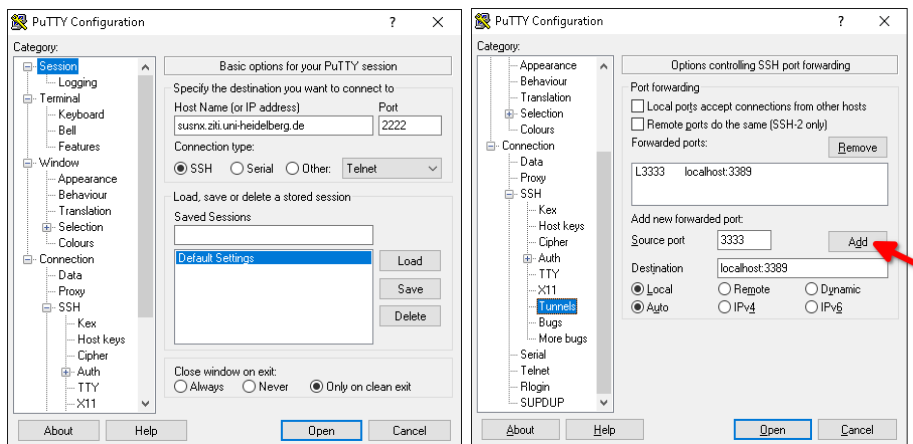 PuTTY Configuration
?
Category:
Session
Logging
Terminal
Keyboard
Bell
Features
Window
Appearance
Behaviour
Translation
Selection
Colours
Connection
Data
Proxy
SSH
Kex
Host keys
Cipher
Auth
TTY
X11
Basic options for your PuTTY session
Specify the destination you want to connect to
Host Name (or IP address) Port
susnx.ziti.uni-heidelberg.de 2222
Connection type:
SSH Serial Other: Telnet
Load, save or delete a stored session
Saved Sessions
Default Settings
Load
Save
Delete
Close window on exit:
Always Never Only on clean exit
About Help Open Cancel
PuTTY Configuration
?
Category:
Appearance
Behaviour
Translation
Selection
Colours
Connection
Data
Proxy
SSH
Kex
Host keys
Cipher
Auth
TTY
X11
Tunnels
Bugs
More bugs
Serial
Telnet
Rlogin
SUPDUP
Options controlling SSH port forwarding
Port forwarding
Local ports accept connections from other hosts
Remote ports do the same (SSH-2 only)
Forwarded ports: Remove
L3333 localhost:3389
Add new forwarded port:
Source port 3333 Add
Destination localhost:3389
Local Remote Dynamic
Auto IPv4 IPv6
About Help Open Cancel